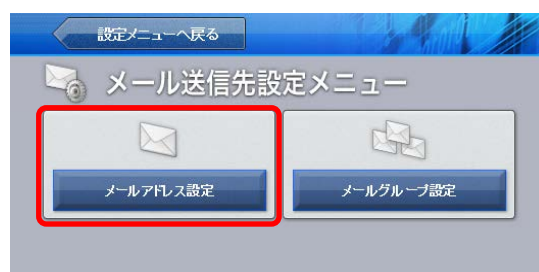 設定メニューへ戻る
メール送信先設定メニュー
メールアドレス設定
メールグループ設定